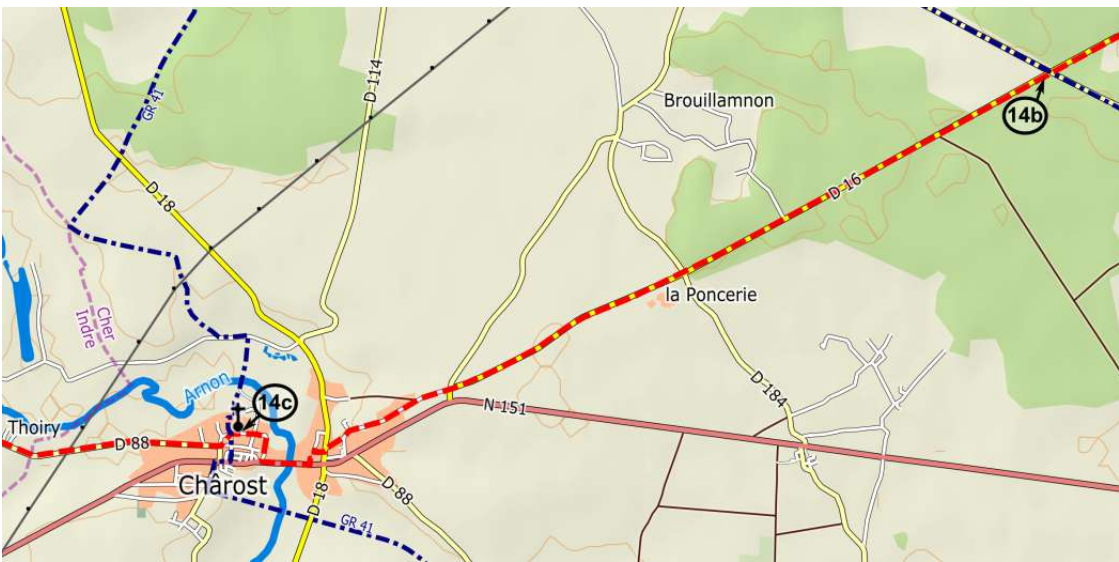 GR 41
D 114
Brouillamnon
14b
D 18
D 16
la Poncerie
Cher
Indre
Arnon
14c
Thoiry
D 88
N 151
D 184
Chârost
D 88
D 18
GR 41